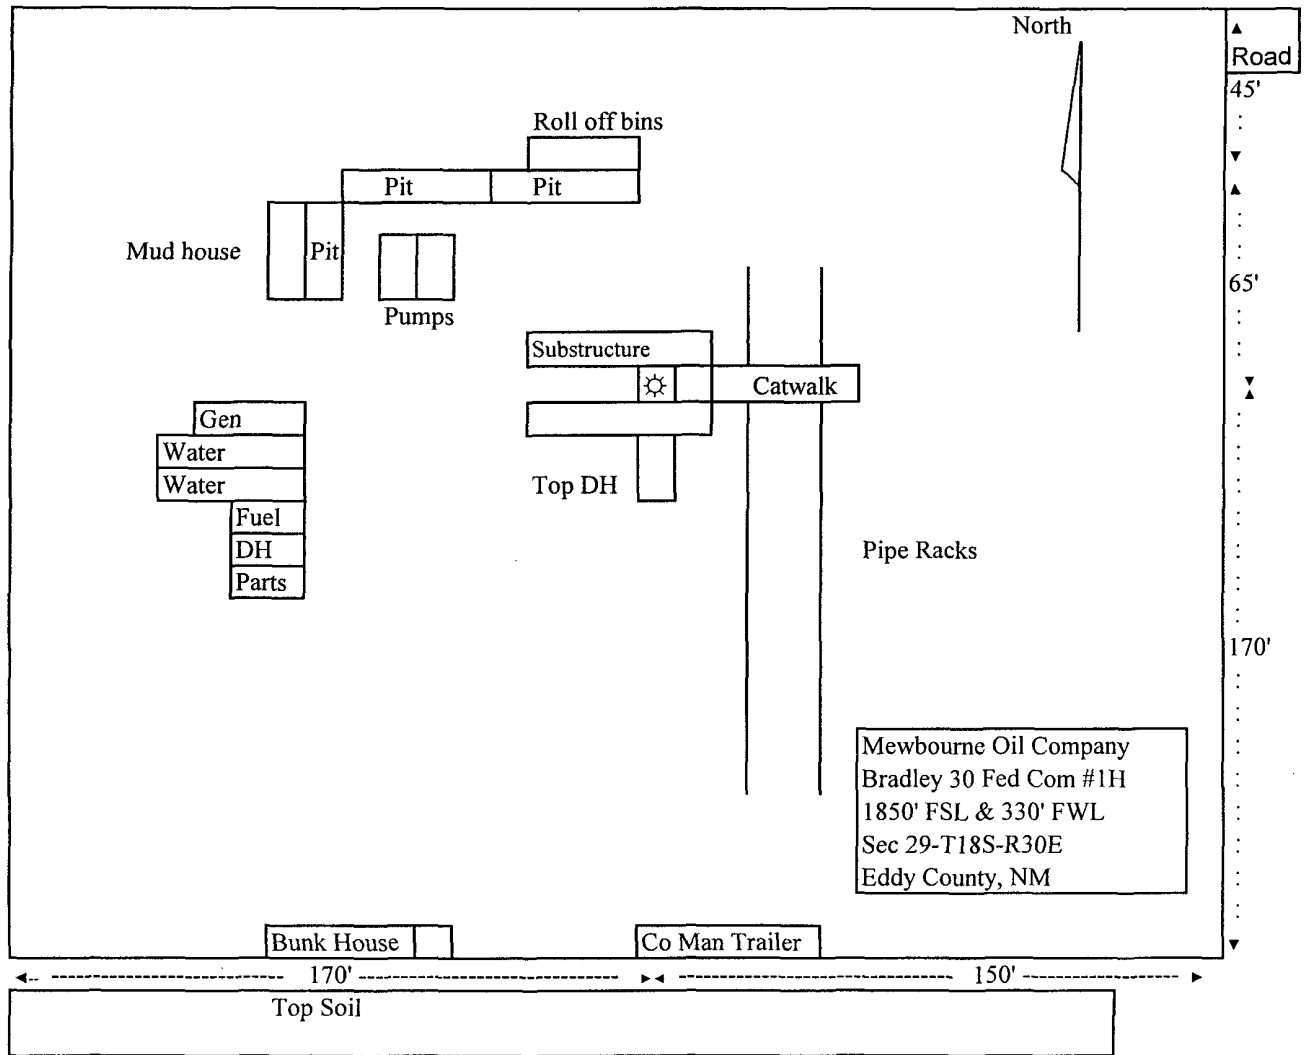 North
Road
45'
Roll off bins
Pit
Pit
Mud house
Pit
65'
Pumps
Substructure
Catwalk
Gen
Water
Water
Top DH
Fuel
DH
Parts
Pipe Racks
170'
Mewbourne Oil Company
Bradley 30 Fed Com #1H
1850' FSL & 330' FWL
Sec 29-T18S-R30E
Eddy County, NM
Bunk House
Co Man Trailer
170'
150'
Top Soil